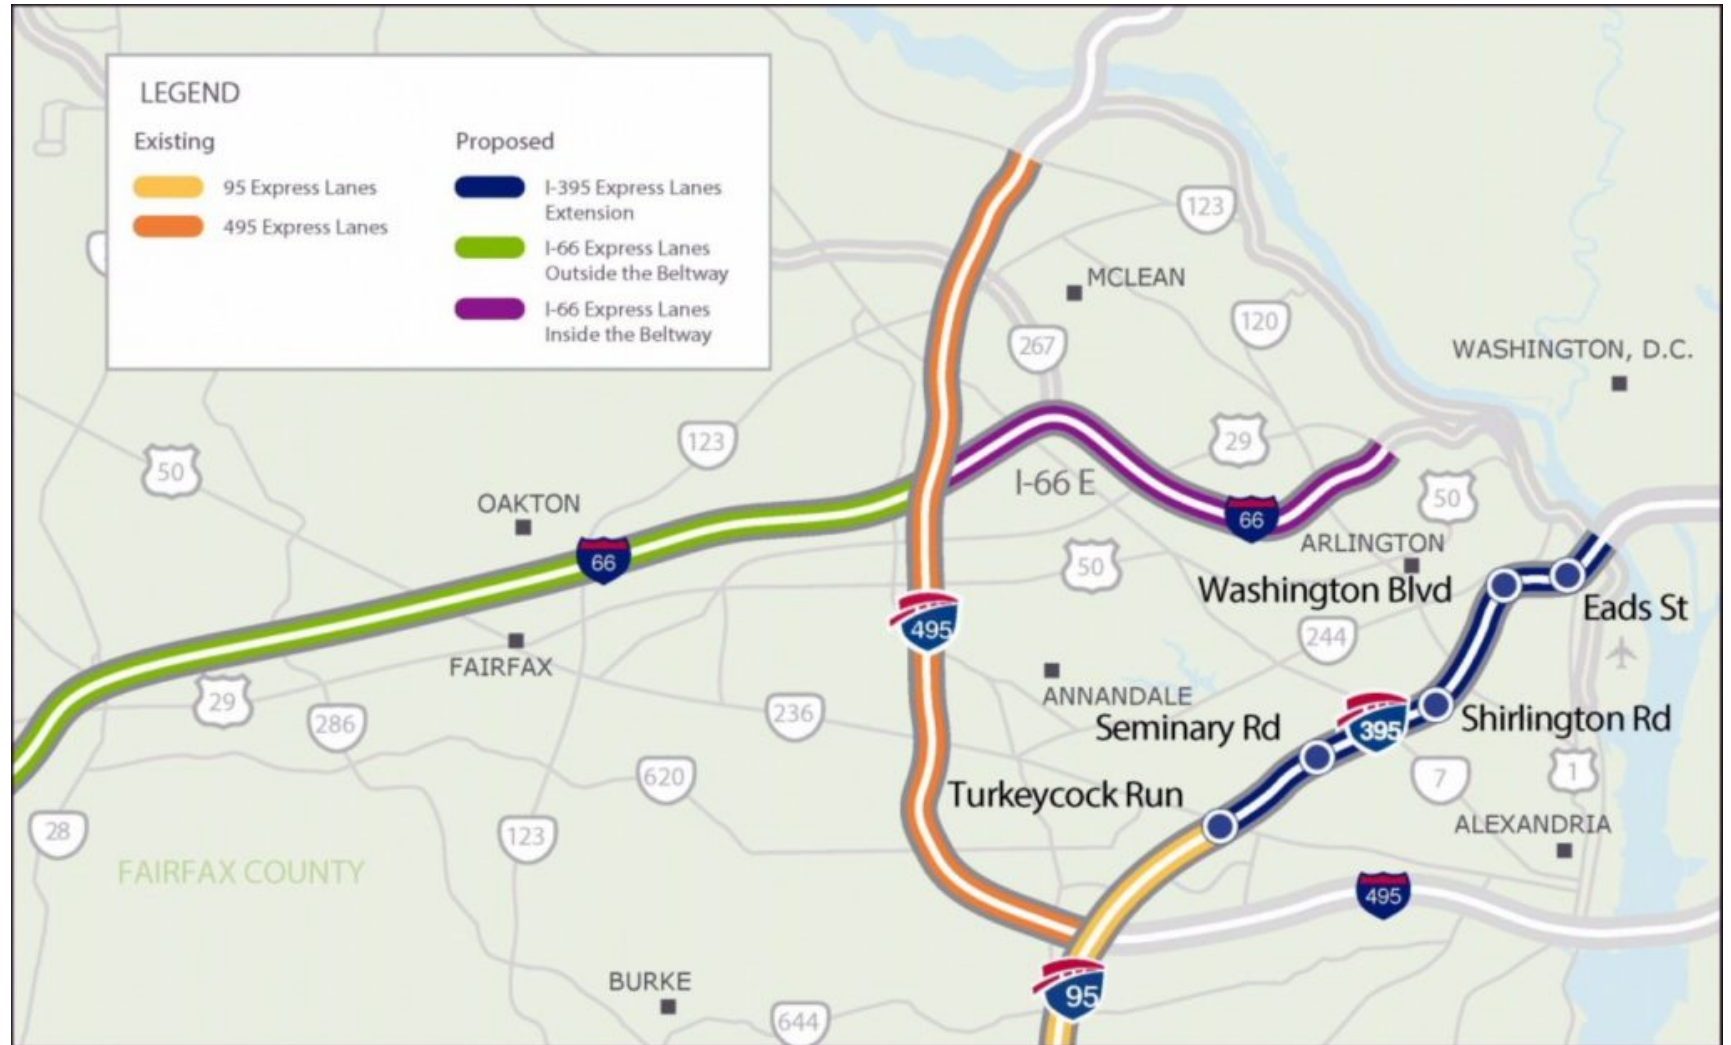 LEGEND
Existing
95 Express Lanes
495 Express Lanes
Proposed
I-395 Express Lanes
Extension
I-66 Express Lanes
Outside the Beltway
I-66 Express Lanes
Inside the Beltway
123
MCLEAN
120
267
WASHINGTON, D.C.
123
29
50
I-66 E
50
OAKTON
66
ARLINGTON
66
50
Washington Blvd
Eads St
495
244
FAIRFAX
ANNANDALE
29
286
236
Seminary Rd
395
Shirlington Rd
620
7
1
Turkeycock Run
28
123
ALEXANDRIA
FAIRFAX COUNTY
495
BURKE
95
644